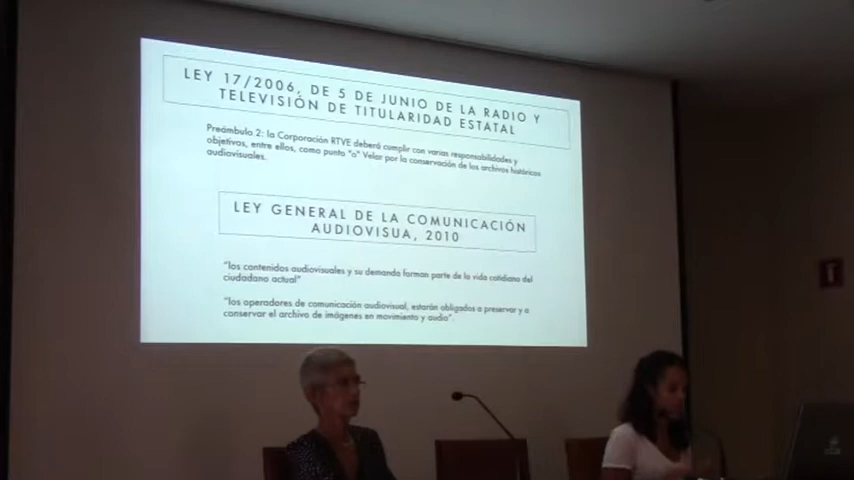 LEY 17/2006, DE 5 DE JUNIO DE LA RADIO Y
TELEVISIÓN DE TITULARIDAD ESTATAL
Preámbulo 2: la Corporación RTVE deberá cumplir con varias responsabilidades y
objetivos, entre ellos, como punto "o" Velar por la conservación de los archivos históricos
audiovisuales.
LEY GENERAL DE LA COMUNICACIÓN
AUDIOVISUA, 2010
"los contenidos audiovisuales y su demanda forman parte de la vida cotidiana del
ciudadano actual"
"los operadores de comunicación audiovisual, estarán obligados a preservar y a
conservar el archivo de imágenes en movimiento y audio".